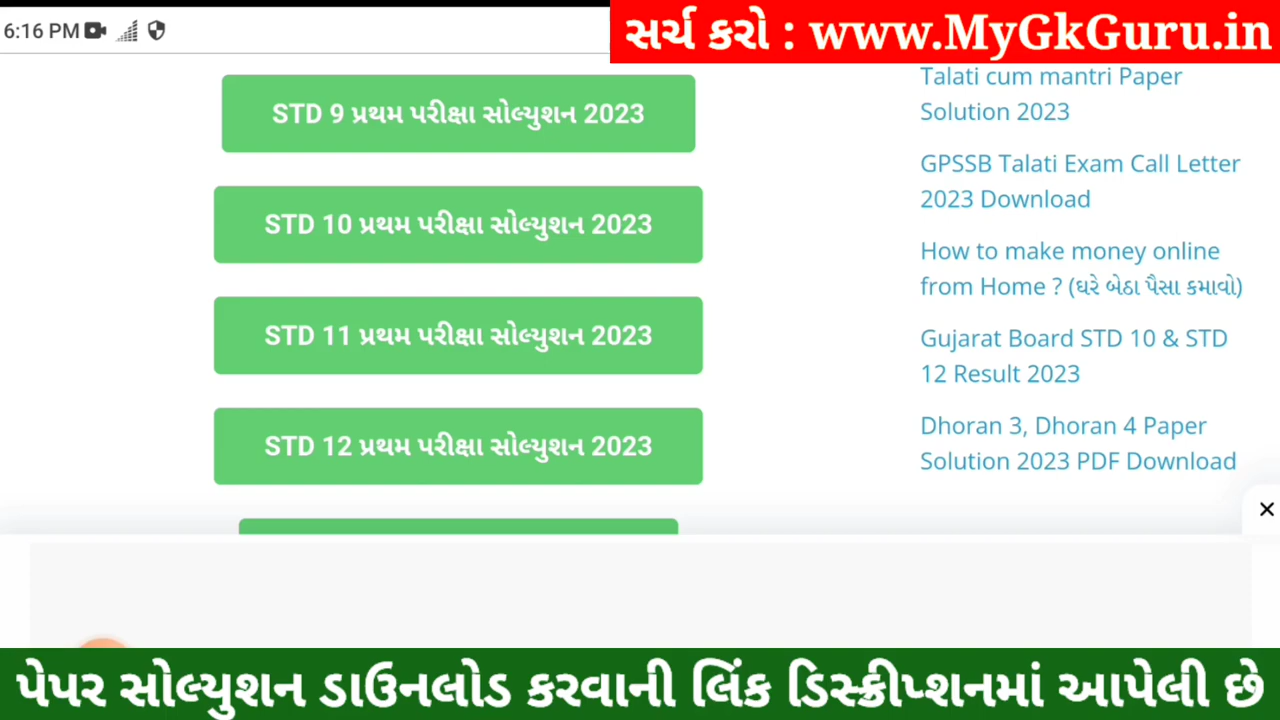 6:16 PM
સર્ચ કરો : www.MyGkGuru.in
STD 9 પ્રથમ પરીક્ષા સોલ્યુશન 2023
STD 10 પ્રથમ પરીક્ષા સોલ્યુશન 2023
STD 11 પ્રથમ પરીક્ષા સોલ્યુશન 2023
STD 12 પ્રથમ પરીક્ષા સોલ્યુશન 2023
Talati cum mantri Paper
Solution 2023
GPSSB Talati Exam Call Letter
2023 Download
How to make money online
from Home ? (ઘરે બેઠા પૈસા કમાવો)
Gujarat Board STD 10 & STD
12 Result 2023
Dhoran 3, Dhoran 4 Paper
Solution 2023 PDF Download
પેપર સોલ્યુશન ડાઉનલોડ કરવાની લિંક ડિસ્ક્રીપ્શનમાં આપેલી છે